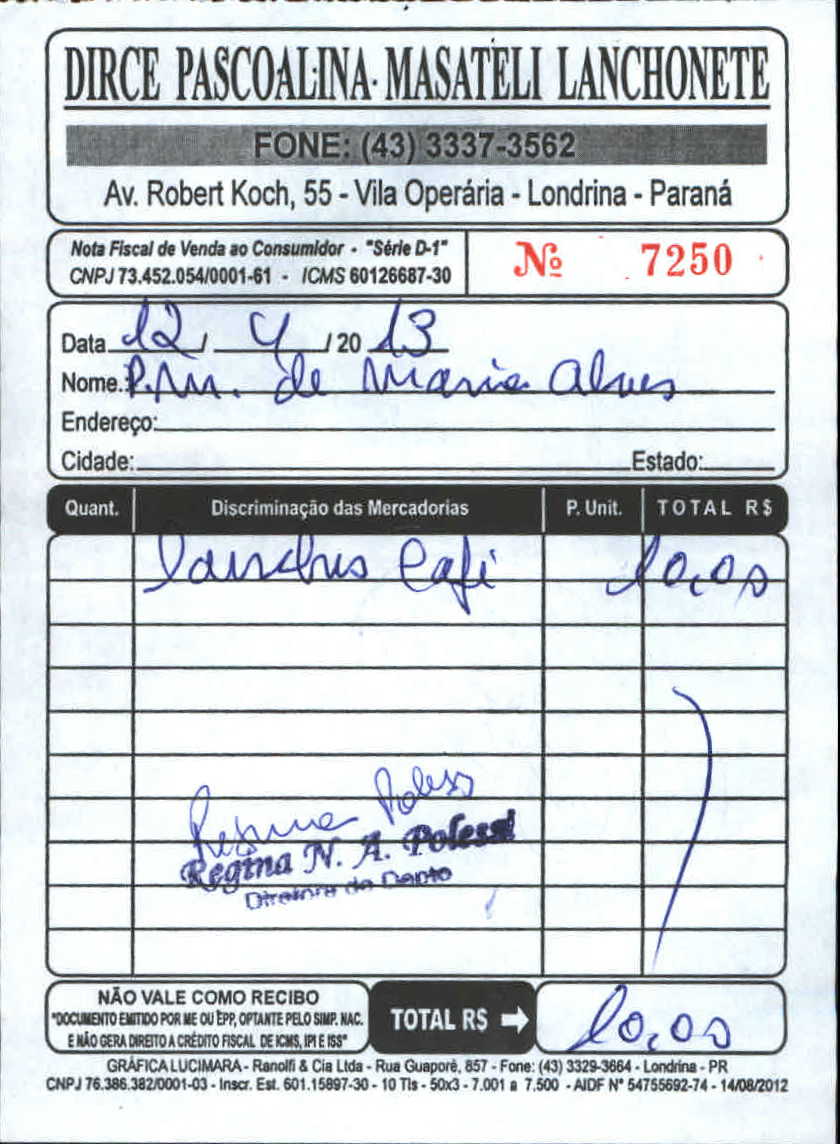 DIRCE PASCOALINA MASATELI LANCHONETE
FONE: (43) 3337-3562
Av. Robert Koch, 55 - Vila Operária - Londrina - Paraná
Nota Fiscal de Venda ao Consumidor - "Série D-1"
CNPJ 73.452.054/0001-61 - ICMS 60126687-30
Nº 7250
Data 12 / 4 / 20 13
Nome: P.M. de Maria Alves
Endereço:
Cidade: Estado:
Quant. Discriminação das Mercadorias P. Unit. TOTAL R$
Lanches Café 10,00
Regina Polessi
Regina N. A. Polessi
Diretora do Depto
NÃO VALE COMO RECIBO
"DOCUMENTO EMITIDO POR ME OU EPP, OPTANTE PELO SIMP. NAC.
E NÃO GERA DIREITO A CRÉDITO FISCAL DE ICMS, IPI E ISS"
TOTAL R$ 10,00
GRÁFICA LUCIMARA - Ranolfi & Cia Ltda - Rua Guaporé, 857 - Fone: (43) 3329-3664 - Londrina - PR
CNPJ 76.386.382/0001-03 - Inscr. Est. 601.15897-30 - 10 Tls - 50x3 - 7.001 a 7.500 - AIDF Nº 54755692-74 - 14/08/2012